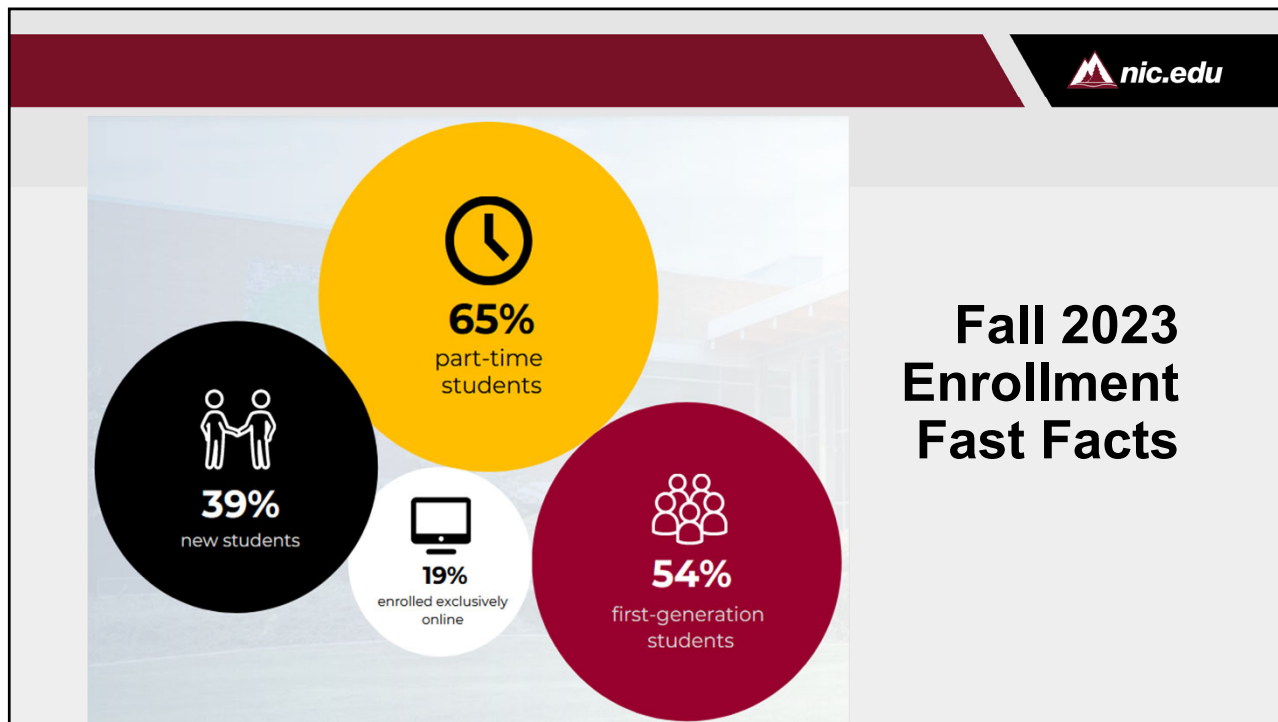 nic.edu
65%
part-time
students
39%
new students
19%
enrolled exclusively
online
54%
first-generation
students
Fall 2023
Enrollment
Fast Facts